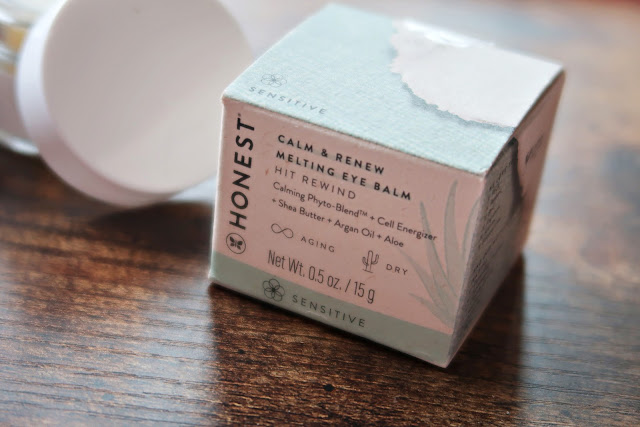 SENSITIVE
HONEST
CALM & RENEW
MELTING EYE BALM
HIT REWIND
Calming Phyto-Blend™ + Cell Energizer
+ Shea Butter + Argan Oil + Aloe
AGING
DRY
Net Wt. 0.5 oz. / 15 g
SENSITIVE